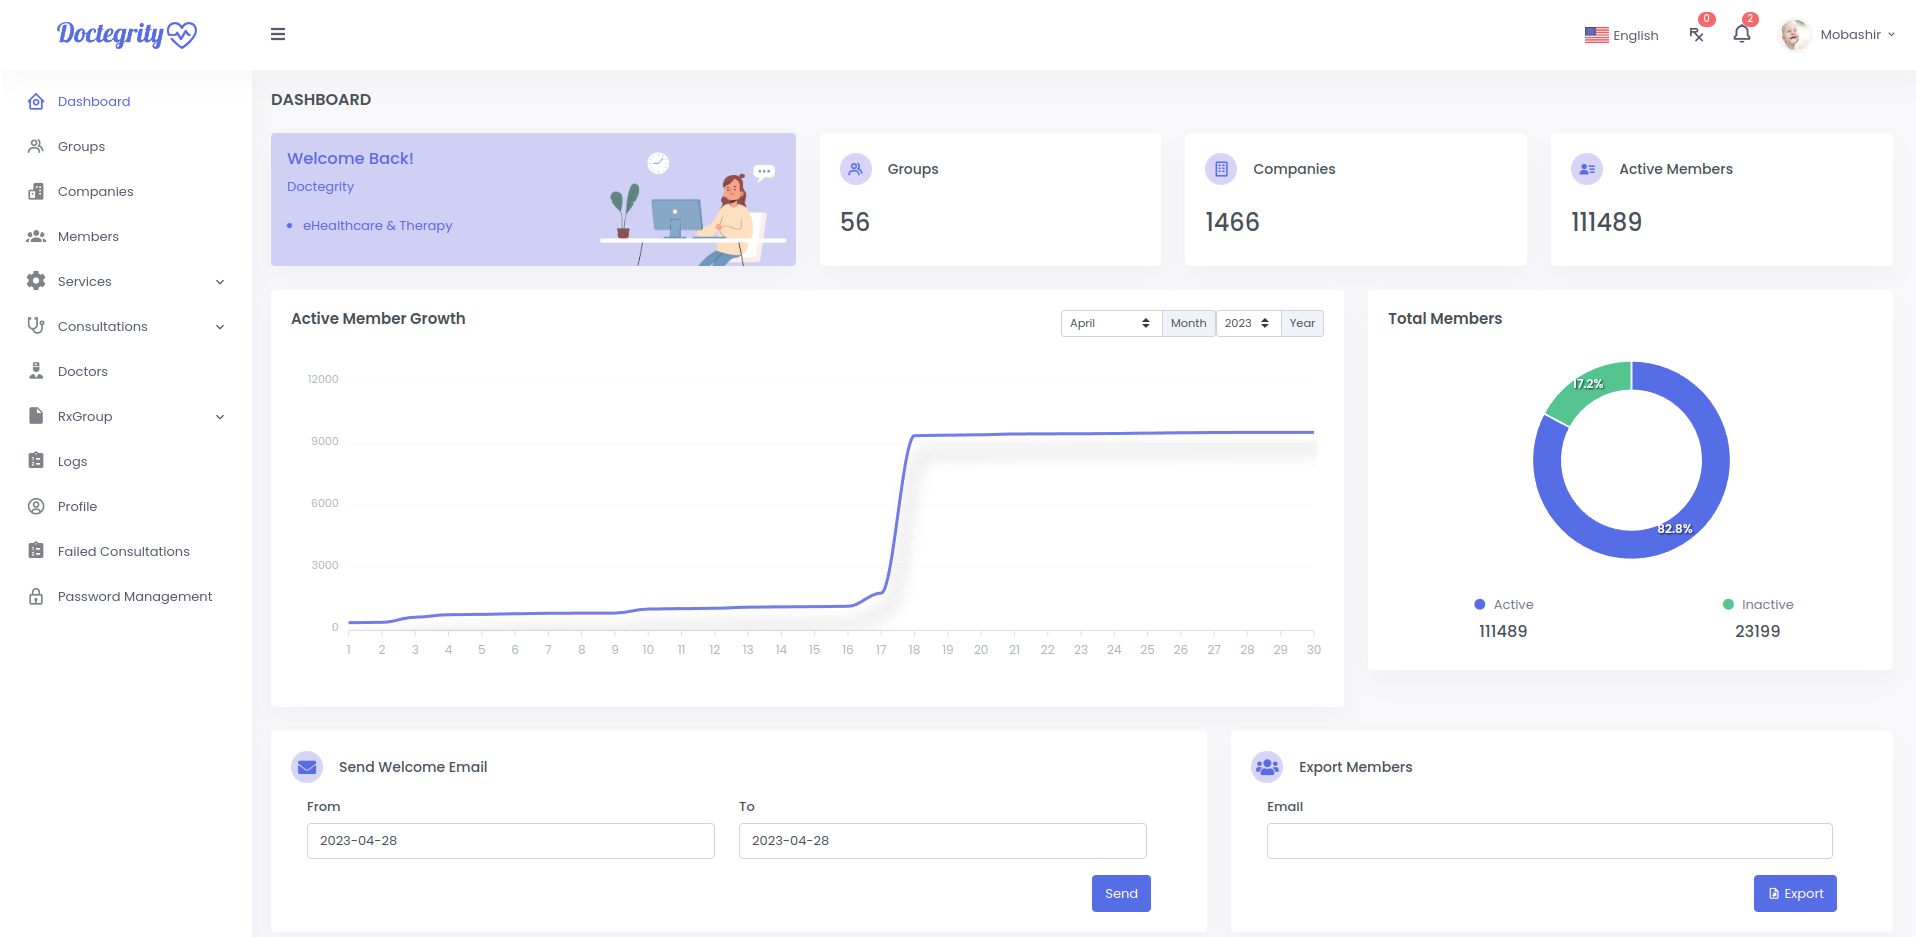 Doctegrity
English
0
2
Mobashir
Dashboard
Groups
Companies
Members
Services
Consultations
Doctors
RxGroup
Logs
Profile
Failed Consultations
Password Management
DASHBOARD
Welcome Back!
Doctegrity
eHealthcare & Therapy
Groups
56
Companies
1466
Active Members
111489
Active Member Growth
April Month 2023 Year
12000
9000
6000
3000
0
1 2 3 4 5 6 7 8 9 10 11 12 13 14 15 16 17 18 19 20 21 22 23 24 25 26 27 28 29 30
Total Members
17.2%
82.8%
Active
111489
Inactive
23199
Send Welcome Email
From
2023-04-28
To
2023-04-28
Send
Export Members
Emall
Export